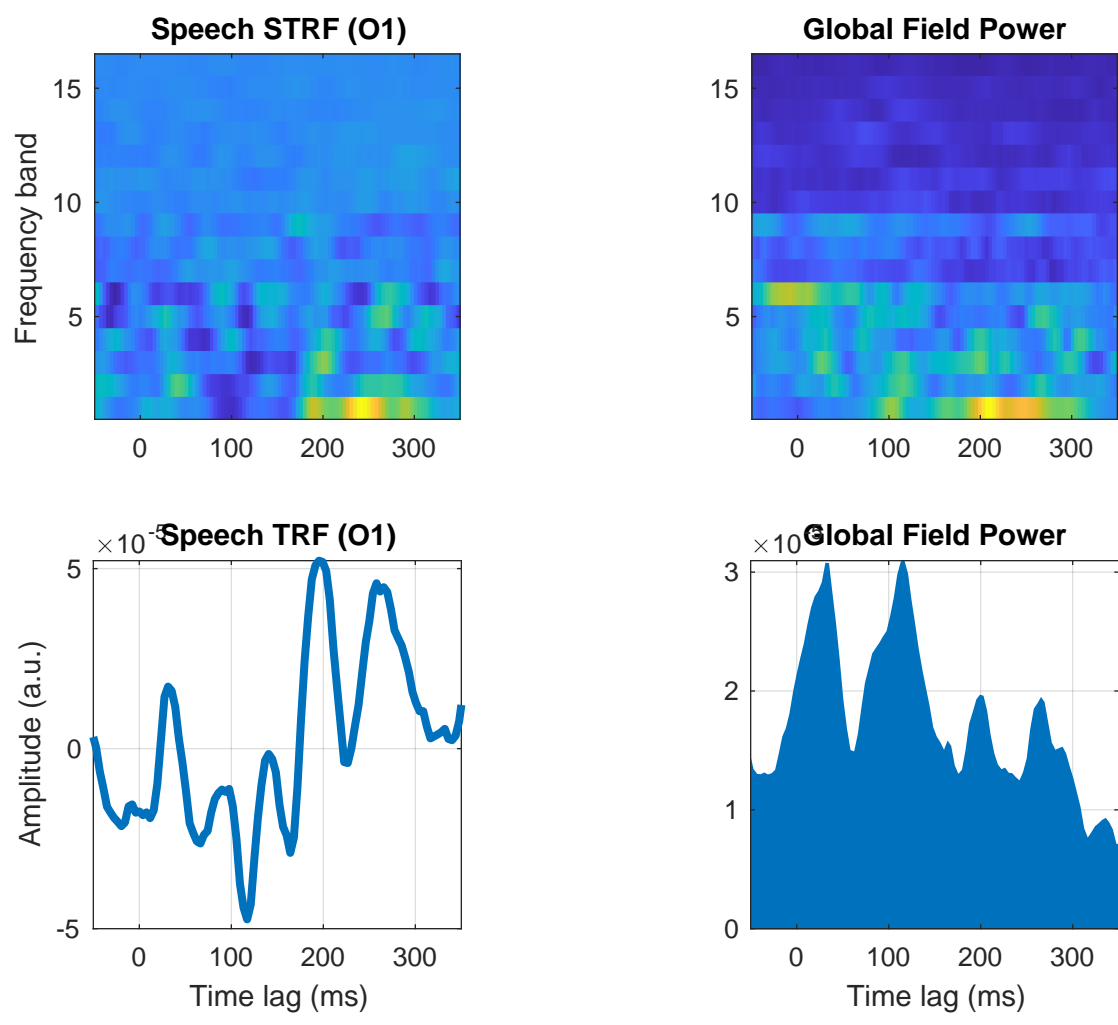 Speech STRF (O1)
Global Field Power
Frequency band
15
10
5
0 100 200 300
0 100 200 300
Speech TRF (O1)
×10-5
Global Field Power
×10-5
Amplitude (a.u.)
5
0
-5
0 100 200 300
Time lag (ms)
3
2
1
0
0 100 200 300
Time lag (ms)